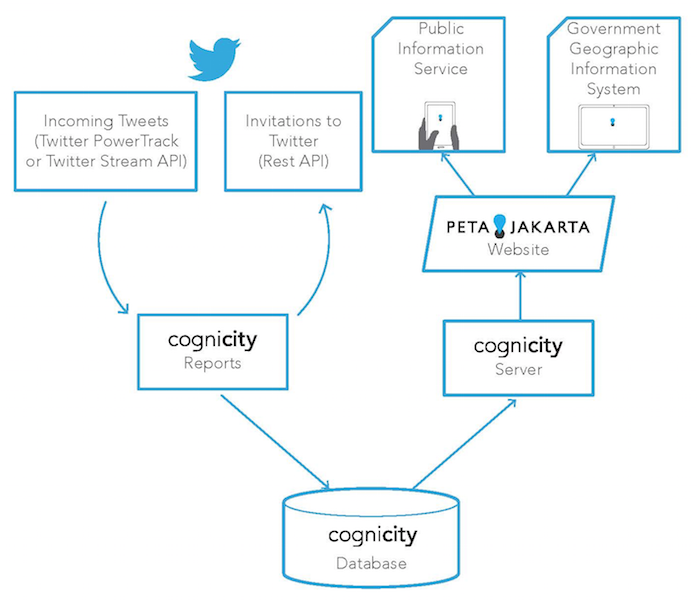 Incoming Tweets
(Twitter PowerTrack
or Twitter Stream API)
Invitations to
Twitter
(Rest API)
Public
Information
Service
Government
Geographic
Information
System
PETA JAKARTA
Website
cognicity
Reports
cognicity
Server
cognicity
Database